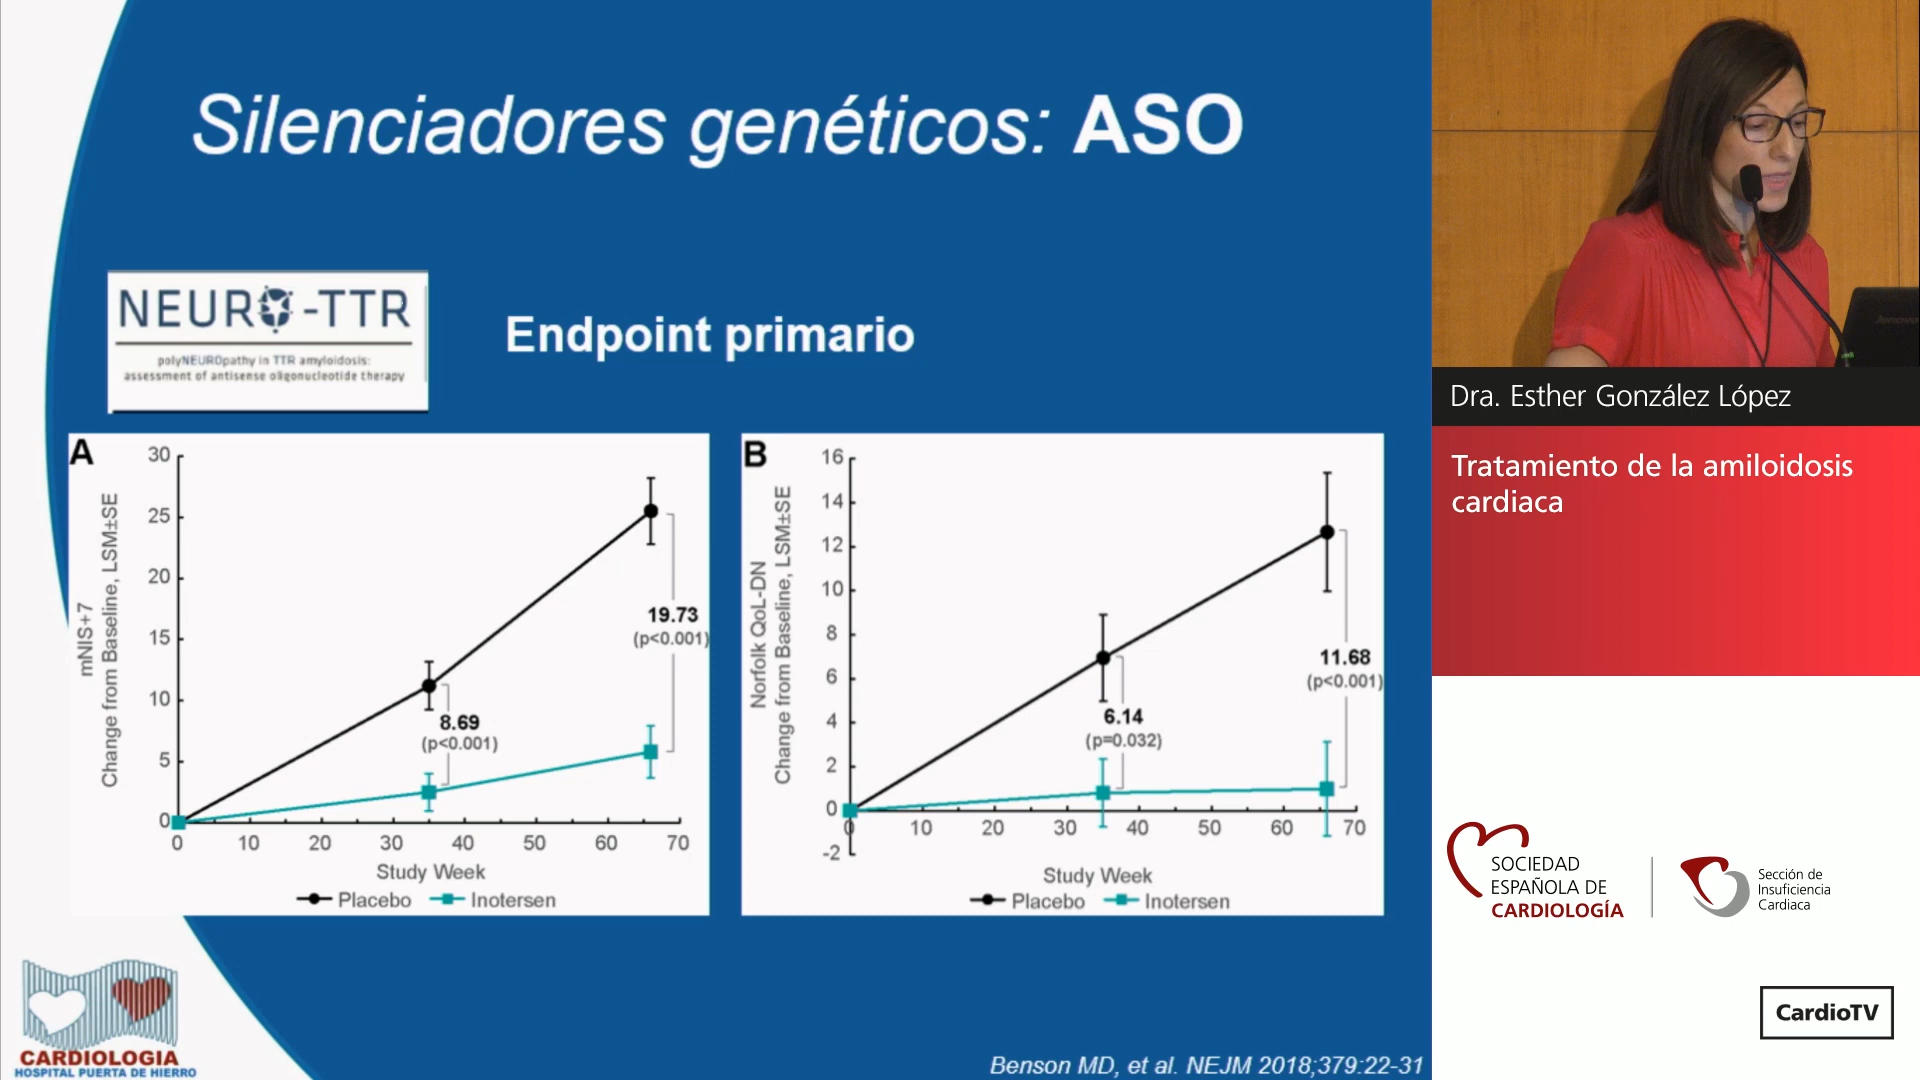 Silenciadores genéticos: ASO
NEURO-TTR
polyNEUROpathy in TTR amyloidosis:
assessment of antisense oligonucleotide therapy
Endpoint primario
A
mNIS+7
Change from Baseline, LSM±SE
30
25
20
15
10
5
0
0 10 20 30 40 50 60 70
8.69
(p<0.001)
19.73
(p<0.001)
Study Week
Placebo Inotersen
B
Norfolk QoL-DN
Change from Baseline, LSM±SE
16
14
12
10
8
6
4
2
0
-2
0 10 20 30 40 50 60 70
6.14
(p=0.032)
11.68
(p<0.001)
Study Week
Placebo Inotersen
CARDIOLOGIA
HOSPITAL PUERTA DE HIERRO
Benson MD, et al. NEJM 2018;379:22-31
lenovo
Dra. Esther González López
Tratamiento de la amiloidosis
cardiaca
SOCIEDAD
ESPAÑOLA DE
CARDIOLOGÍA
Sección de
Insuficiencia
Cardiaca
CardioTV